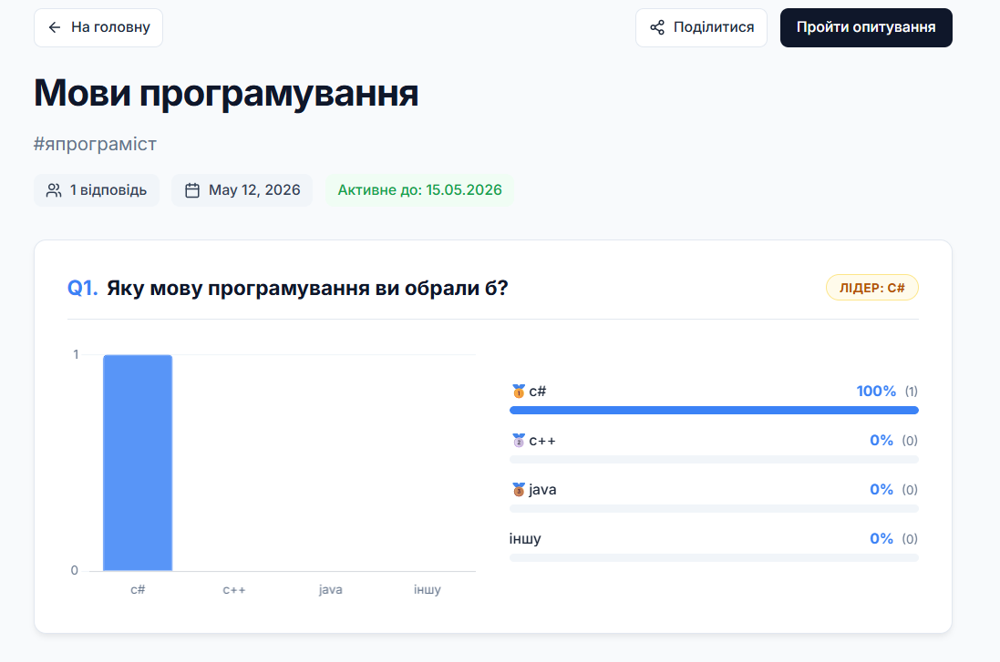 На головну
Поділитися
Пройти опитування
Мови програмування
#япрограміст
1 відповідь
May 12, 2026
Активне до: 15.05.2026
Q1. Яку мову програмування ви обрали б?
ЛІДЕР: C#
1
0
c#
c++
java
іншу
🥇 c# 100% (1)
🥈 c++ 0% (0)
🥉 java 0% (0)
іншу 0% (0)